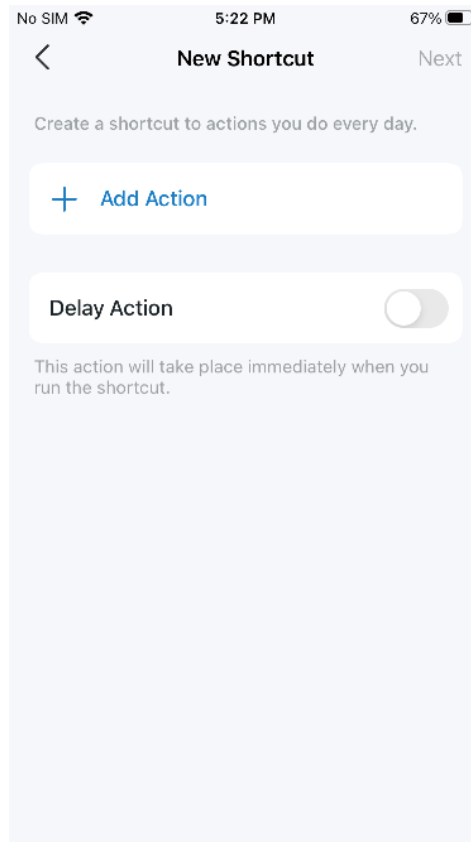 No SIM 5:22 PM 67%
New Shortcut Next
Create a shortcut to actions you do every day.
Add Action
Delay Action
This action will take place immediately when you
run the shortcut.